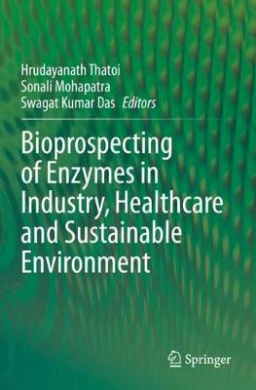 Hrudayanath Thatoi
Sonali Mohapatra
Swagat Kumar Das Editors
Bioprospecting
of Enzymes in
Industry, Healthcare
and Sustainable
Environment
Springer